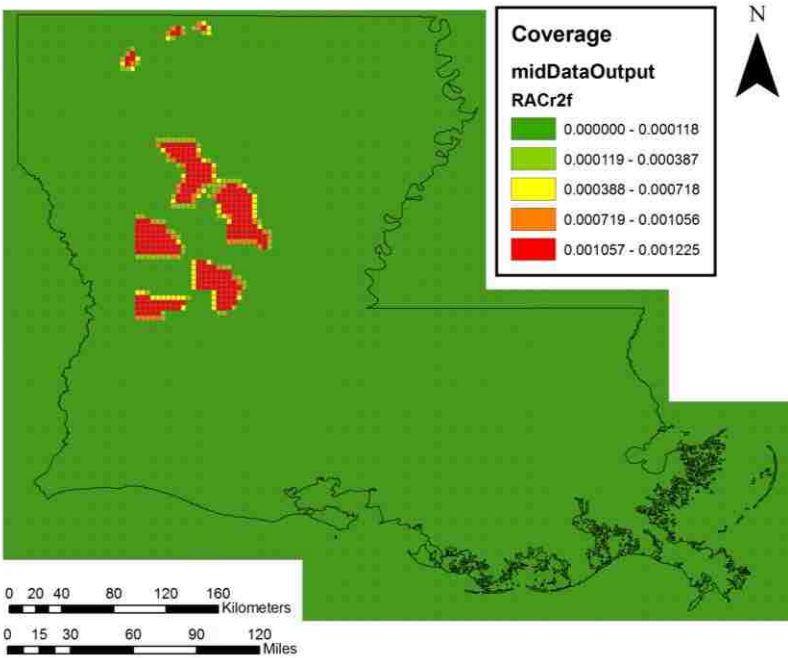 N
Coverage
midDataOutput
RACr2f
0.000000 - 0.000118
0.000119 - 0.000387
0.000388 - 0.000718
0.000719 - 0.001056
0.001057 - 0.001225
0 20 40 80 120 160
Kilometers
0 15 30 60 90 120
Miles